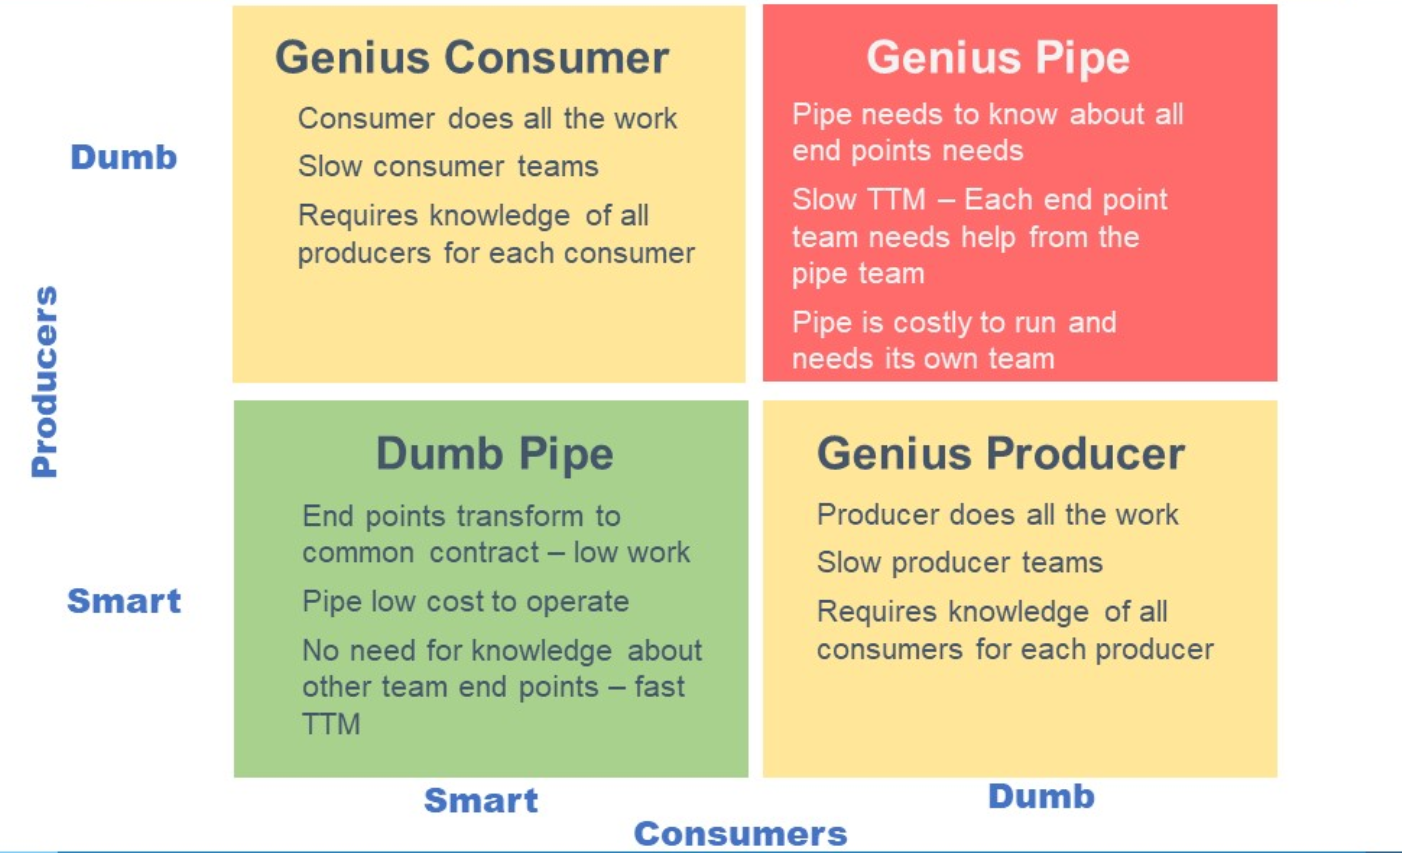 Genius Consumer
Consumer does all the work
Slow consumer teams
Requires knowledge of all
producers for each consumer
Genius Pipe
Pipe needs to know about all
end points needs
Slow TTM – Each end point
team needs help from the
pipe team
Pipe is costly to run and
needs its own team
Dumb
Producers
Dumb Pipe
End points transform to
common contract – low work
Pipe low cost to operate
No need for knowledge about
other team end points – fast
TTM
Genius Producer
Producer does all the work
Slow producer teams
Requires knowledge of all
consumers for each producer
Smart
Smart
Dumb
Consumers